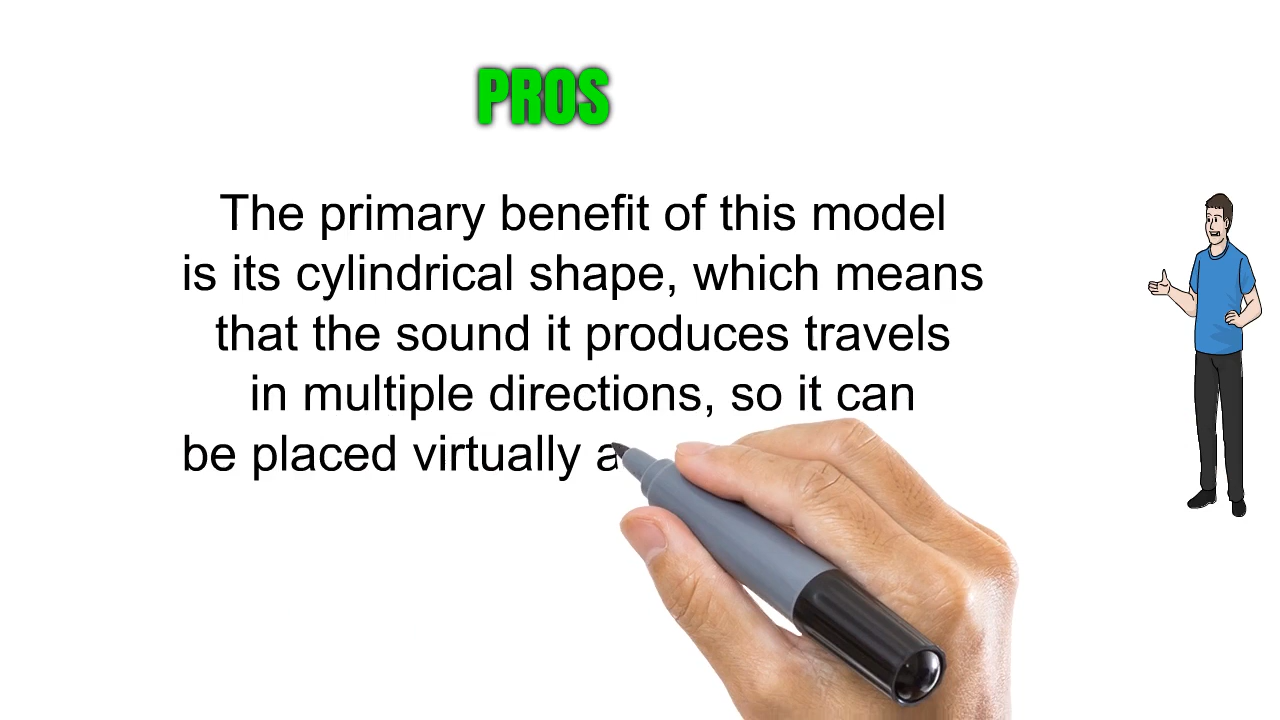 PROS
The primary benefit of this model
is its cylindrical shape, which means
that the sound it produces travels
in multiple directions, so it can
be placed virtually a